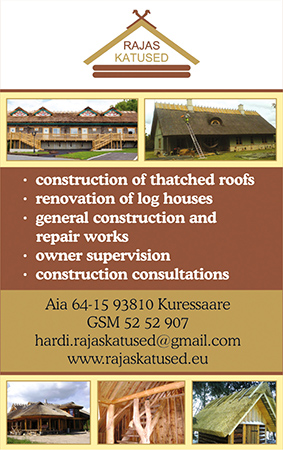 RAJAS
KATUSED
· construction of thatched roofs
· renovation of log houses
· general construction and
repair works
· owner supervision
· construction consultations
Aia 64-15 93810 Kuressaare
GSM 52 52 907
hardi.rajaskatused@gmail.com
www.rajaskatused.eu